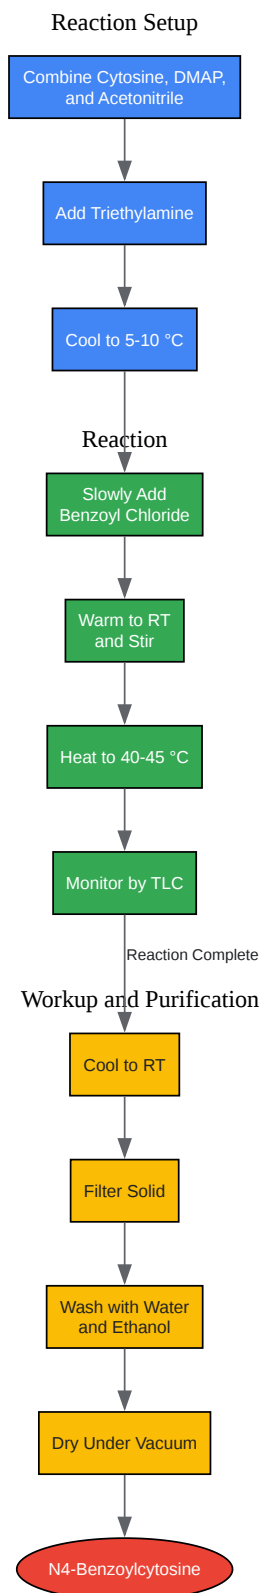 Reaction Setup
Combine Cytosine, DMAP,
and Acetonitrile
Add Triethylamine
Cool to 5-10 °C
Reaction
Slowly Add
Benzoyl Chloride
Warm to RT
and Stir
Heat to 40-45 °C
Monitor by TLC
Reaction Complete
Workup and Purification
Cool to RT
Filter Solid
Wash with Water
and Ethanol
Dry Under Vacuum
N4-Benzoylcytosine